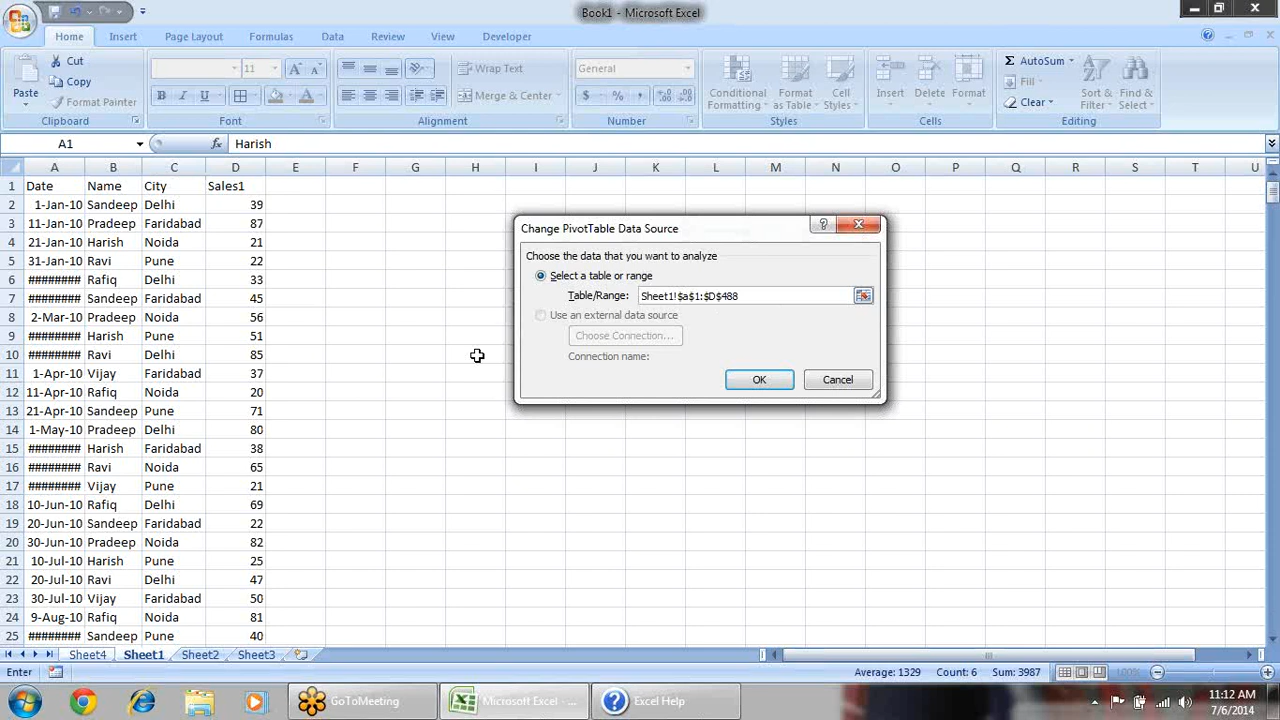 Book1 - Microsoft Excel
Home Insert Page Layout Formulas Data Review View Developer
Paste
Cut
Copy
Format Painter
Clipboard
11
Font
Wrap Text
Merge & Center
Alignment
General
$ % ,
Number
Conditional Formatting
Format as Table
Cell Styles
Styles
Insert Delete Format
Cells
AutoSum
Fill
Clear
Sort & Filter
Find & Select
Editing
A1 fx Harish
A B C D E F G H I J K L M N O P Q R S T U
1 Date Name City Sales1
2 1-Jan-10 Sandeep Delhi 39
3 11-Jan-10 Pradeep Faridabad 87
4 21-Jan-10 Harish Noida 21
5 31-Jan-10 Ravi Pune 22
6 ######## Rafiq Delhi 33
7 ######## Sandeep Faridabad 45
8 2-Mar-10 Pradeep Noida 56
9 ######## Harish Pune 51
10 ######## Ravi Delhi 85
11 1-Apr-10 Vijay Faridabad 37
12 11-Apr-10 Rafiq Noida 20
13 21-Apr-10 Sandeep Pune 71
14 1-May-10 Pradeep Delhi 80
15 ######## Harish Faridabad 38
16 ######## Ravi Noida 65
17 ######## Vijay Pune 21
18 10-Jun-10 Rafiq Delhi 69
19 20-Jun-10 Sandeep Faridabad 22
20 30-Jun-10 Pradeep Noida 82
21 10-Jul-10 Harish Pune 25
22 20-Jul-10 Ravi Delhi 47
23 30-Jul-10 Vijay Faridabad 50
24 9-Aug-10 Rafiq Noida 81
25 ######## Sandeep Pune 40
Change PivotTable Data Source
Choose the data that you want to analyze
Select a table or range
Table/Range: Sheet1!$a$1:$D$488
Use an external data source
Choose Connection...
Connection name:
OK Cancel
Sheet4 Sheet1 Sheet2 Sheet3
Enter Average: 1329 Count: 6 Sum: 3987 100%
GoToMeeting Microsoft Excel - ... Excel Help
11:12 AM
7/6/2014